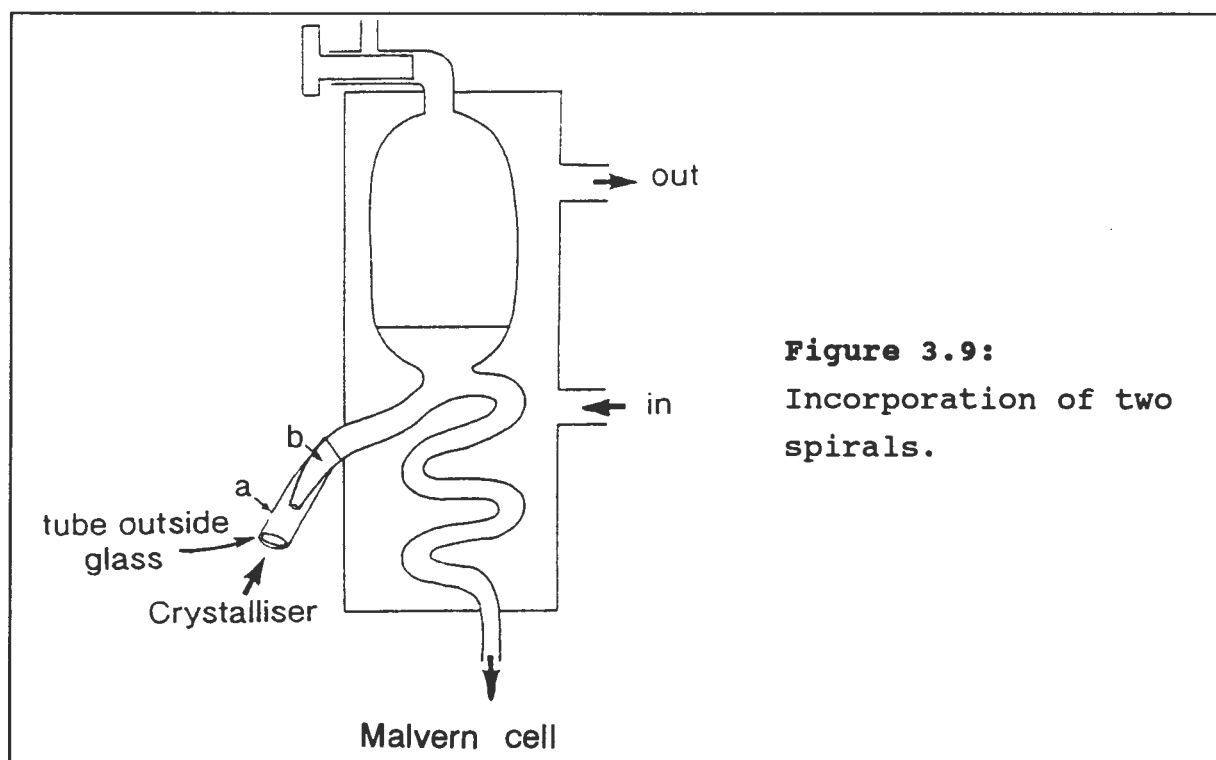 out
Figure 3.9:
Incorporation of two
spirals.
in
b
a
tube outside
glass
Crystalliser
Malvern cell